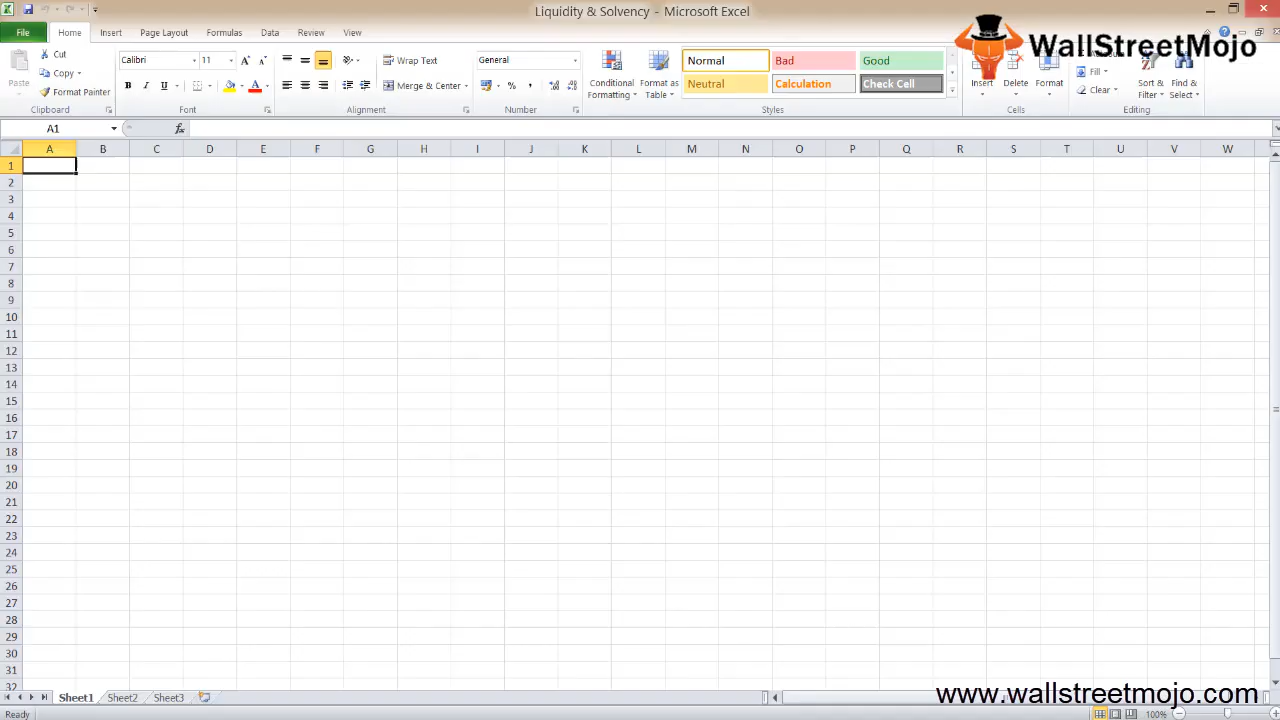 Liquidity & Solvency - Microsoft Excel
File Home Insert Page Layout Formulas Data Review View
WallStreetMojo
Paste Cut Copy Format Painter
Calibri 11 B I U A A
Wrap Text Merge & Center
General % ,
Conditional Formatting Format as Table
Normal Bad Good
Neutral Calculation Check Cell
Insert Delete Format
Fill Clear Sort & Filter Find & Select
Clipboard Font Alignment Number Styles Cells Editing
A1 fx
A B C D E F G H I J K L M N O P Q R S T U V W
1
2
3
4
5
6
7
8
9
10
11
12
13
14
15
16
17
18
19
20
21
22
23
24
25
26
27
28
29
30
31
32
Sheet1 Sheet2 Sheet3
www.wallstreetmojo.com
Ready 100%